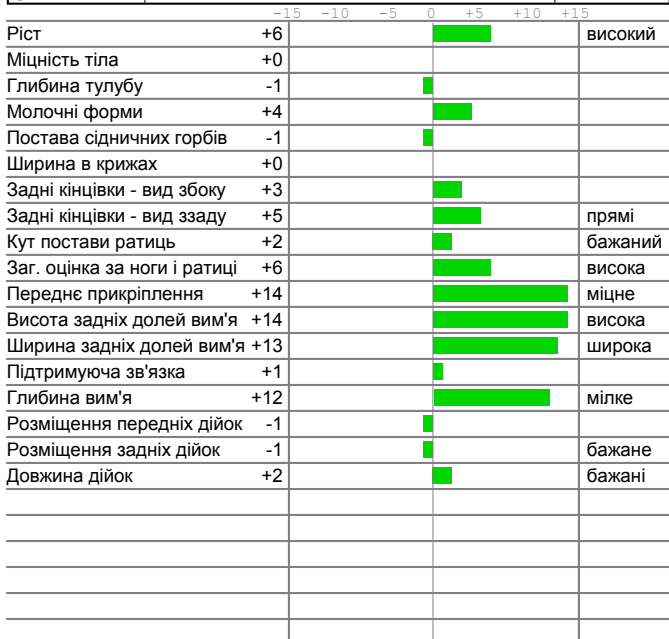 -15 -10 -5 0 +5 +10 +15
Ріст +6 високий
Міцність тіла +0
Глибина тулубу -1
Молочні форми +4
Постава сідничних горбів -1
Ширина в крижах +0
Задні кінцівки - вид збоку +3
Задні кінцівки - вид ззаду +5 прямі
Кут постави ратиць +2 бажаний
Заг. оцінка за ноги і ратиці +6 висока
Переднє прикріплення +14 міцне
Висота задніх долей вим'я +14 висока
Ширина задніх долей вим'я +13 широка
Підтримуюча зв'язка +1
Глибина вим'я +12 мілке
Розміщення передніх дійок -1
Розміщення задніх дійок -1 бажане
Довжина дійок +2 бажані